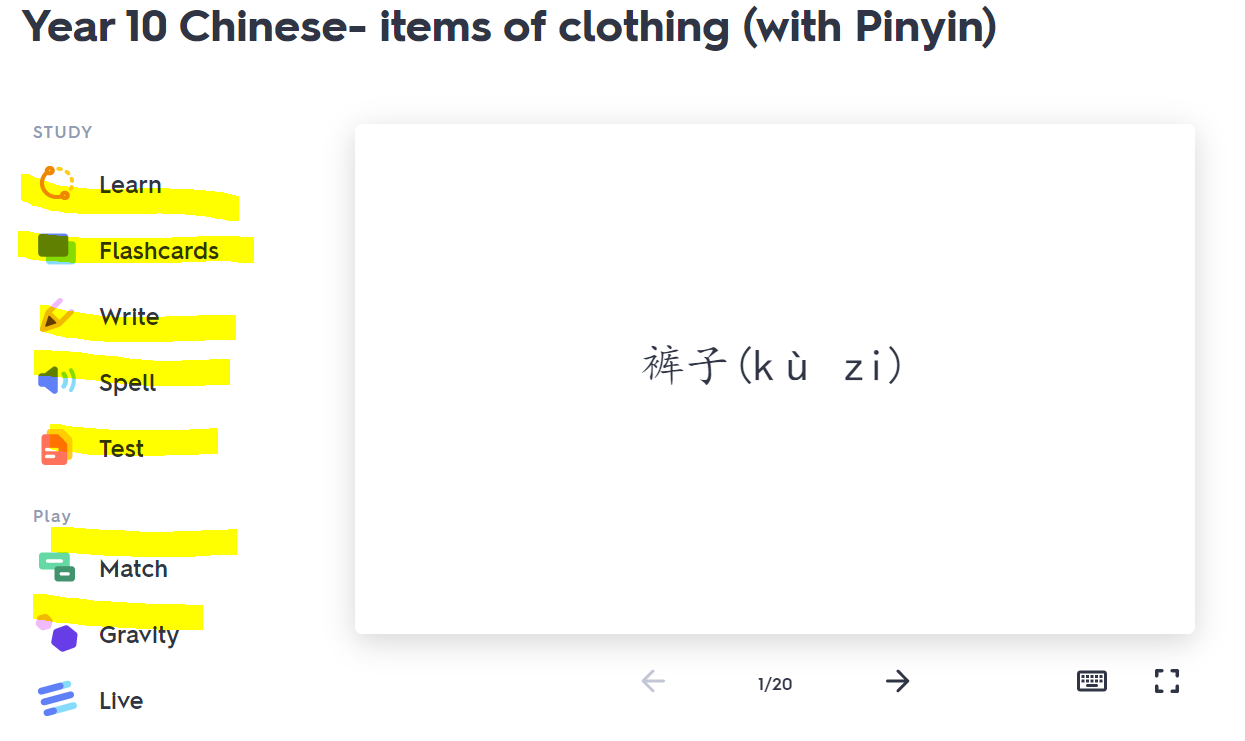 Year 10 Chinese- items of clothing (with Pinyin)
STUDY
Learn
Flashcards
Write
Spell
Test
Play
Match
Gravity
Live
裤子(kù zi)
1/20